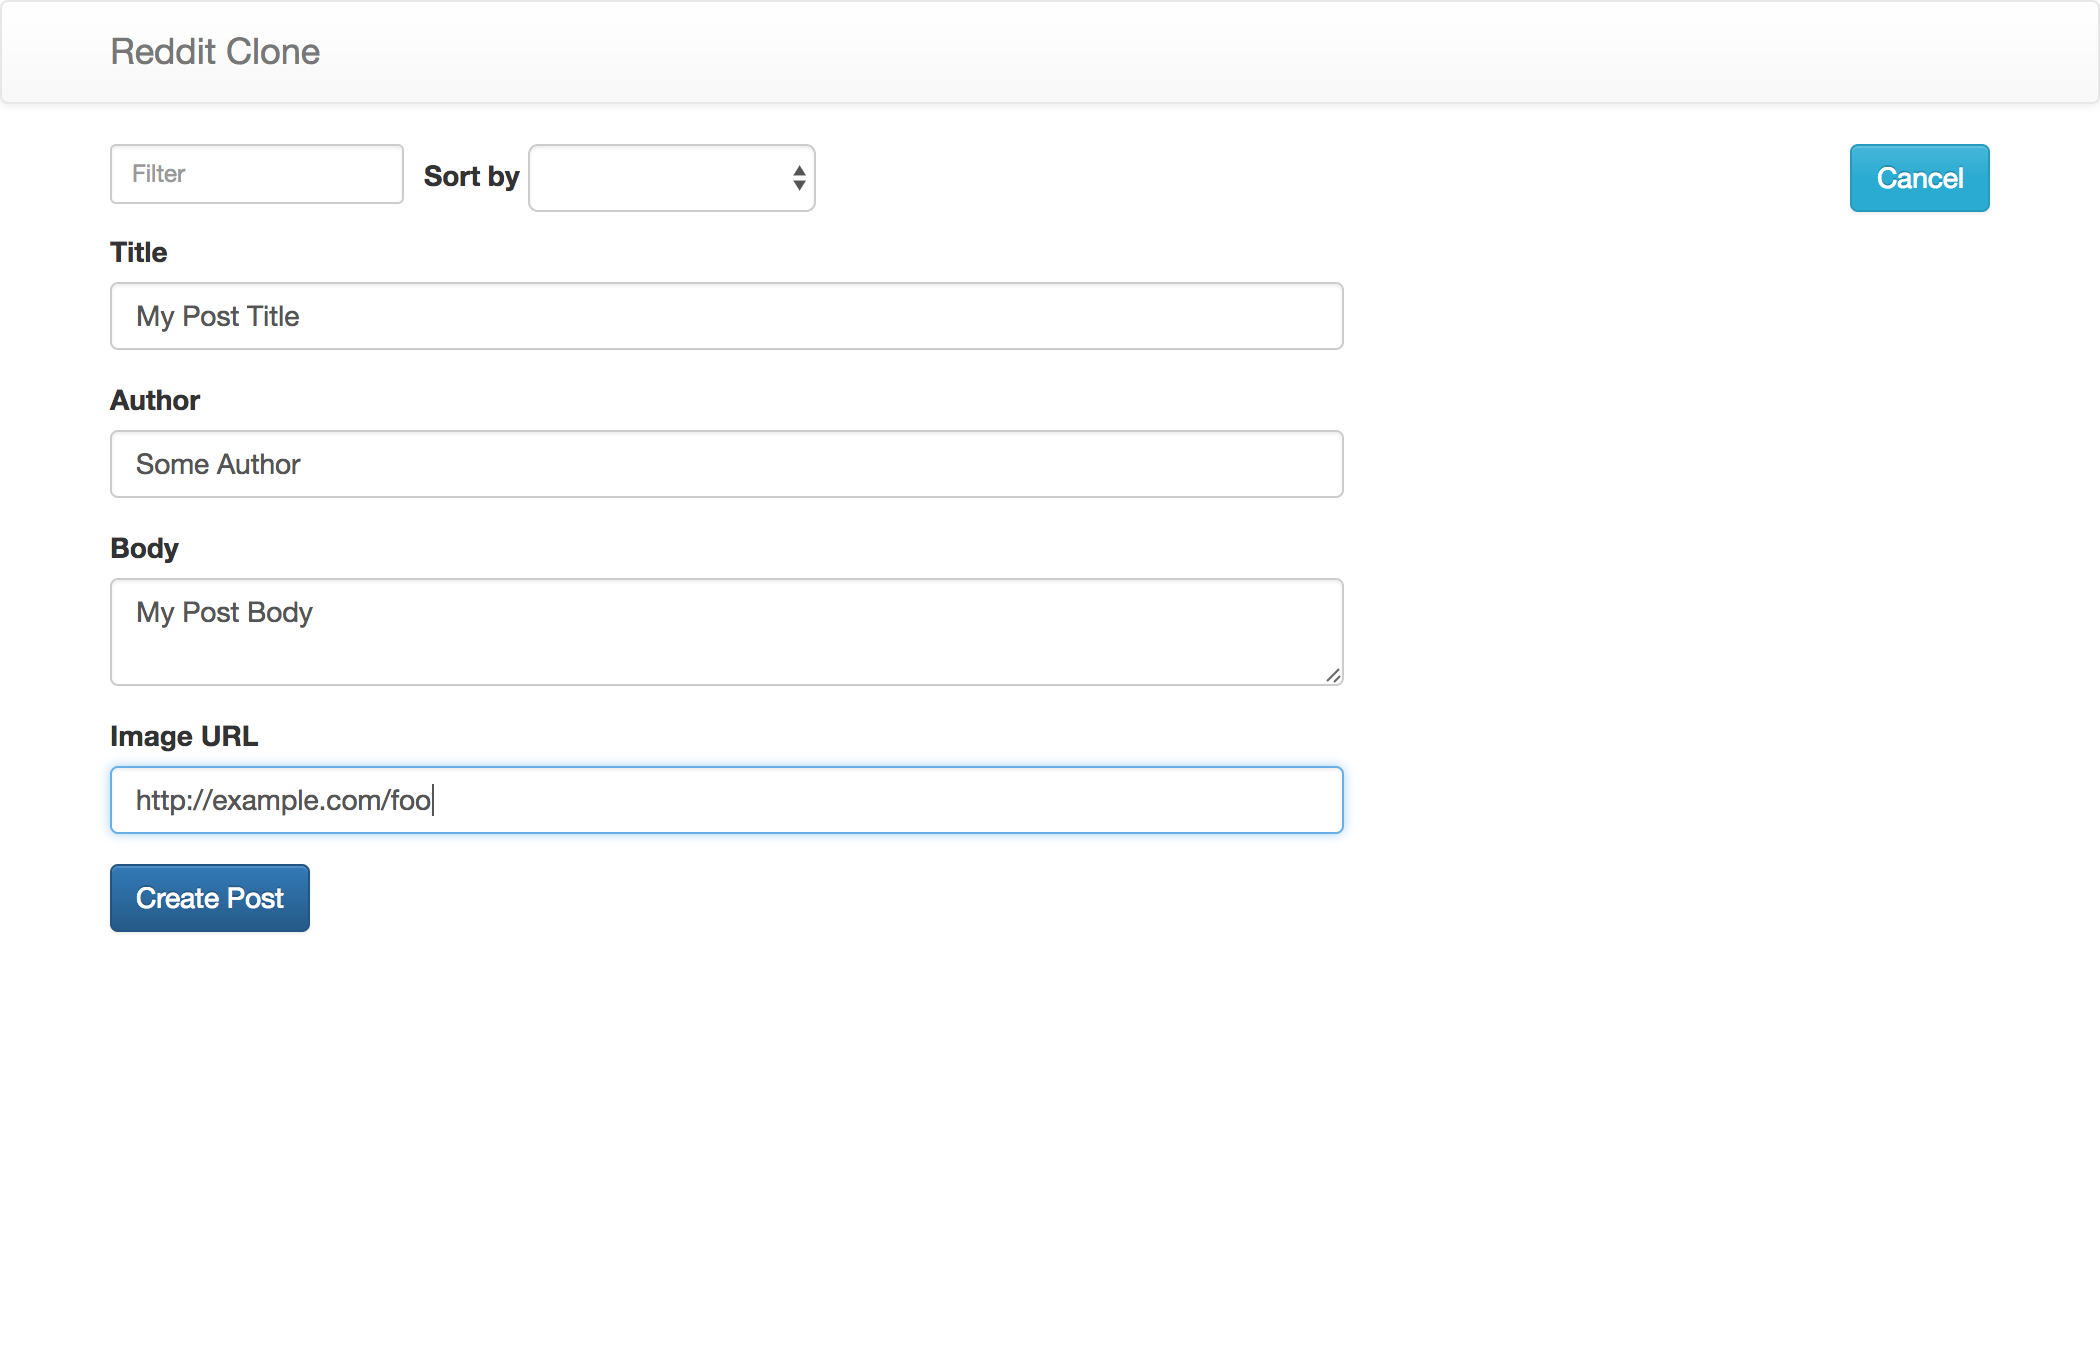 Reddit Clone
Filter Sort by Cancel
Title
My Post Title
Author
Some Author
Body
My Post Body
Image URL
http://example.com/foo
Create Post